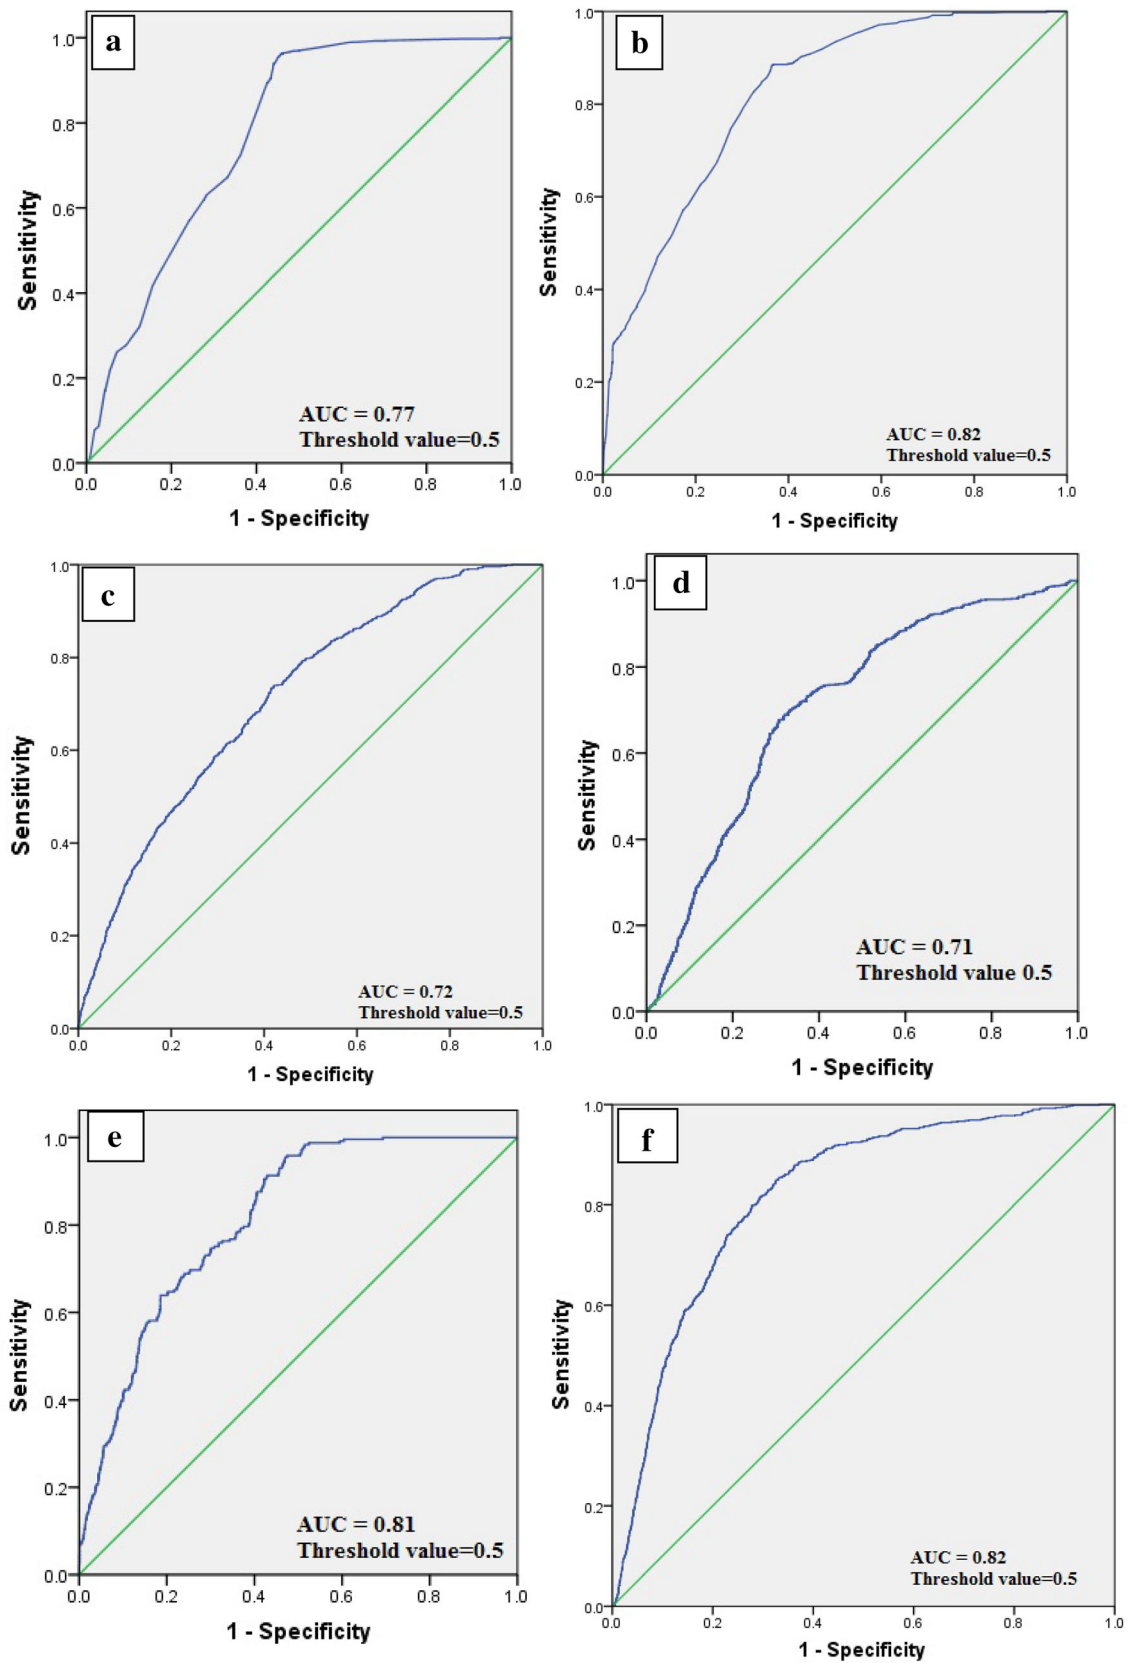 a
1.0
0.8
0.6
0.4
0.2
0.0
Sensitivity
AUC = 0.77
Threshold value=0.5
0.0 0.2 0.4 0.6 0.8 1.0
1 - Specificity
b
1.0
0.8
0.6
0.4
0.2
0.0
Sensitivity
AUC = 0.82
Threshold value=0.5
0.0 0.2 0.4 0.6 0.8 1.0
1 - Specificity
c
1.0
0.8
0.6
0.4
0.2
0.0
Sensitivity
AUC = 0.72
Threshold value=0.5
0.0 0.2 0.4 0.6 0.8 1.0
1 - Specificity
d
1.0
0.8
0.6
0.4
0.2
0.0
Sensitivity
AUC = 0.71
Threshold value 0.5
0.0 0.2 0.4 0.6 0.8 1.0
1 - Specificity
e
1.0
0.8
0.6
0.4
0.2
0.0
Sensitivity
AUC = 0.81
Threshold value=0.5
0.0 0.2 0.4 0.6 0.8 1.0
1 - Specificity
f
1.0
0.8
0.6
0.4
0.2
0.0
Sensitivity
AUC = 0.82
Threshold value=0.5
0.0 0.2 0.4 0.6 0.8 1.0
1 - Specificity